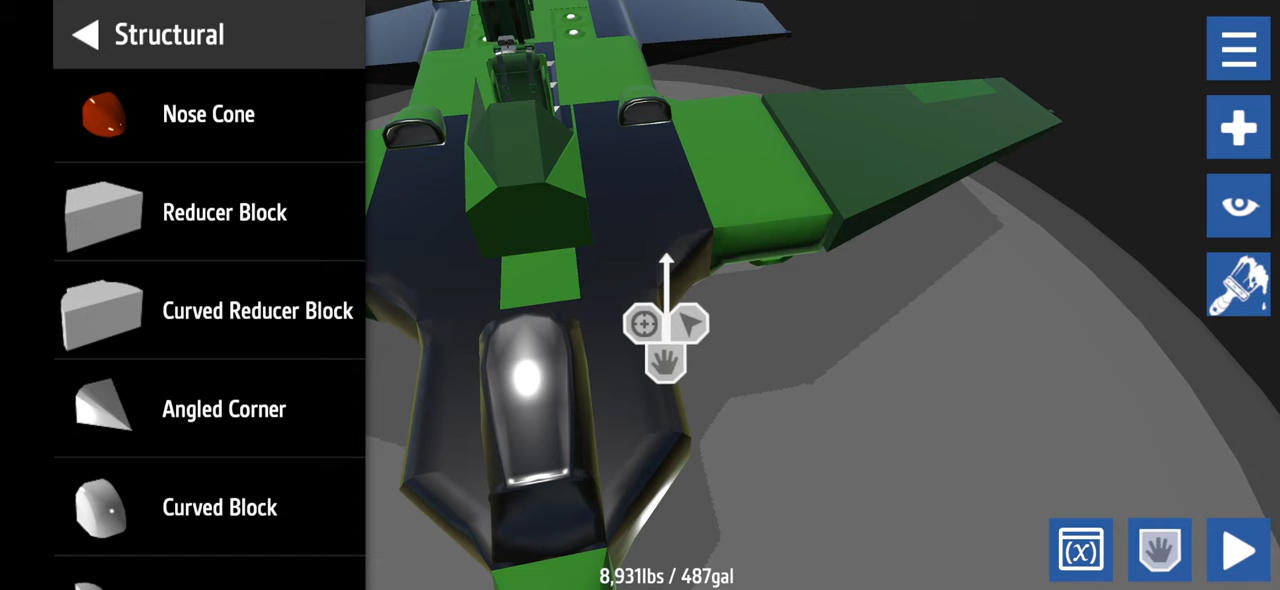 Structural
Nose Cone
Reducer Block
Curved Reducer Block
Angled Corner
Curved Block
(x)
8,931lbs / 487gal